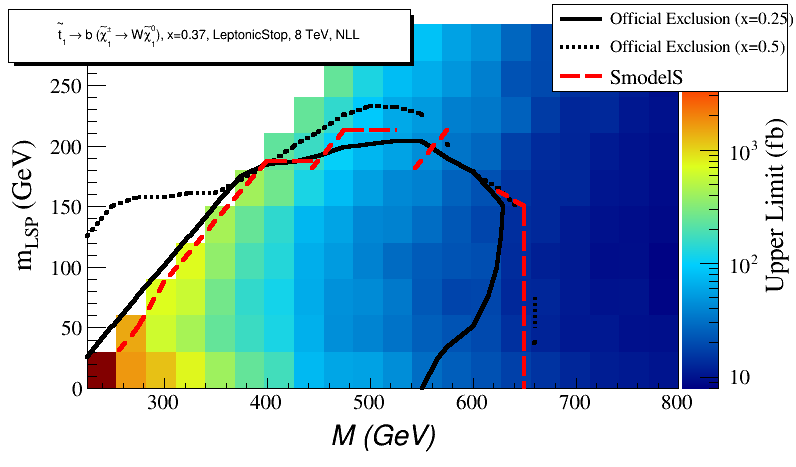 t̃₁ → b (χ̃₁± → W χ̃₁⁰), x=0.37, LeptonicStop, 8 TeV, NLL
Official Exclusion (x=0.25)
Official Exclusion (x=0.5)
SmodelS
m_LSP (GeV)
250
200
150
100
50
0
300
400
500
600
700
800
M (GeV)
10³
10²
10
Upper Limit (fb)